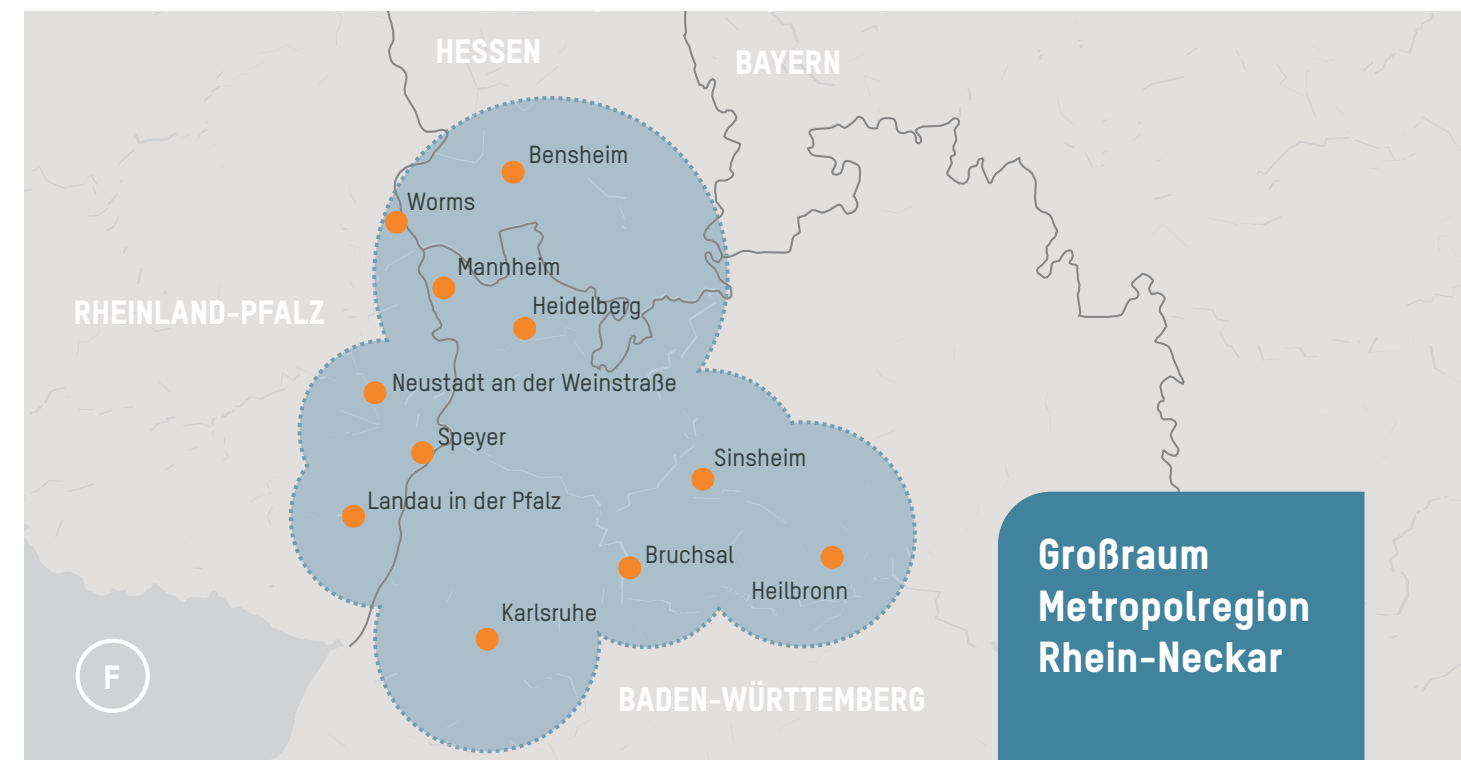 HESSEN
BAYERN
Bensheim
Worms
Mannheim
Heidelberg
RHEINLAND-PFALZ
Neustadt an der Weinstraße
Speyer
Sinsheim
Landau in der Pfalz
Bruchsal
Heilbronn
Karlsruhe
BADEN-WÜRTTEMBERG
F
Großraum
Metropolregion
Rhein-Neckar